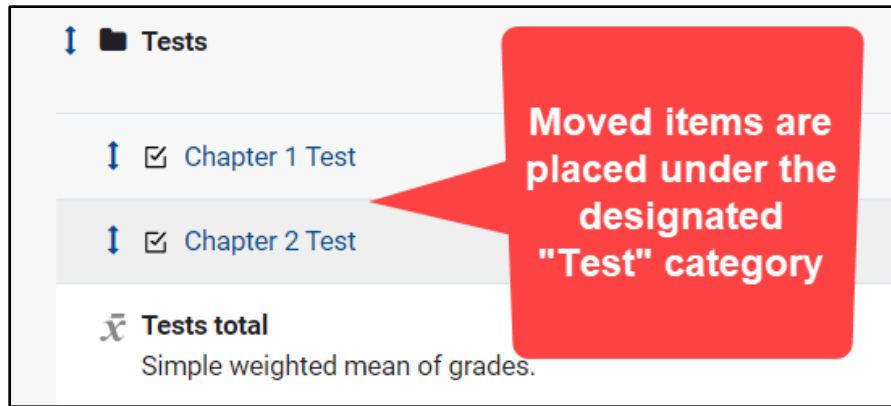 Tests
Chapter 1 Test
Chapter 2 Test
x̄ Tests total
Simple weighted mean of grades.
Moved items are
placed under the
designated
"Test" category